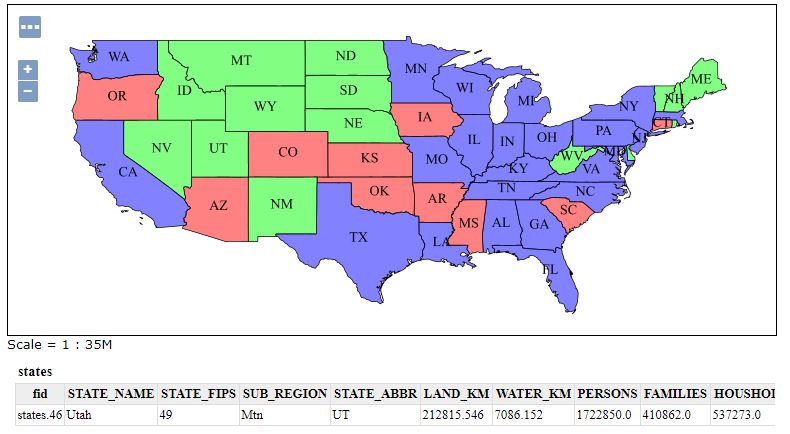 WA
MT
ND
MN
OR
ID
SD
WI
MI
NY
ME
NH
WY
IA
CT
NE
PA
NJ
NV
UT
CO
IL
IN
OH
MD
CA
KS
MO
WV
VA
KY
OK
TN
NC
AZ
NM
AR
SC
MS
AL
GA
TX
LA
FL
Scale = 1 : 35M
states
fid STATE_NAME STATE_FIPS SUB_REGION STATE_ABBR LAND_KM WATER_KM PERSONS FAMILIES HOUSHOL
states.46 Utah 49 Mtn UT 212815.546 7086.152 1722850.0 410862.0 537273.0